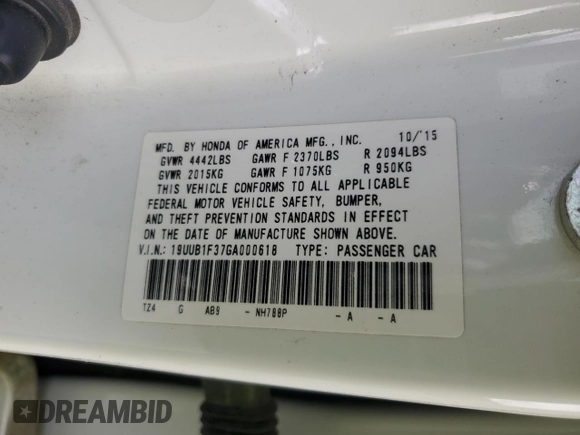 MFD. BY HONDA OF AMERICA MFG., INC. 10/'15
GVWR 4442LBS GAWR F 2370LBS R 2094LBS
GVWR 2015KG GAWR F 1075KG R 950KG
THIS VEHICLE CONFORMS TO ALL APPLICABLE
FEDERAL MOTOR VEHICLE SAFETY, BUMPER,
AND THEFT PREVENTION STANDARDS IN EFFECT
ON THE DATE OF MANUFACTURE SHOWN ABOVE.
V.I.N.: 19UUB1F37GA000618 TYPE: PASSENGER CAR
TZ4 G AB9 - NH788P - A - A
DREAMBID